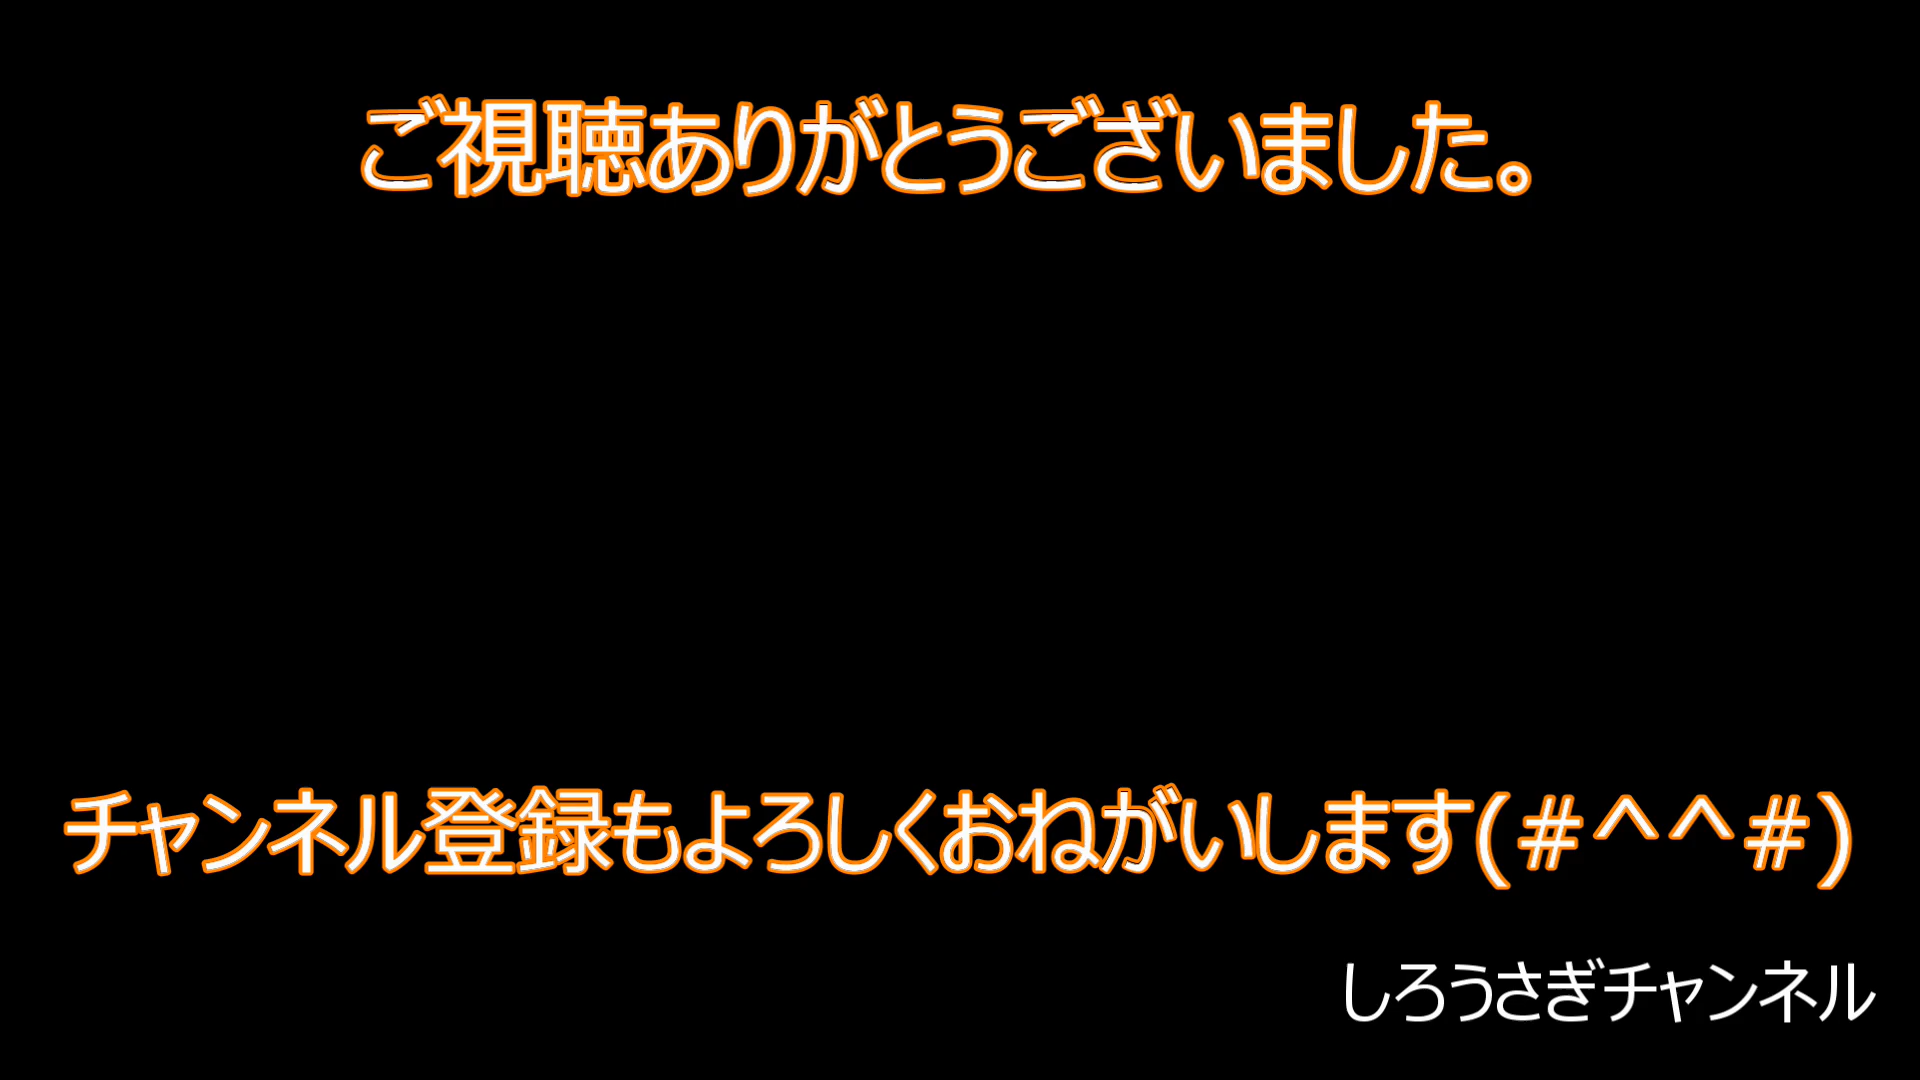 ご視聴ありがとうございました。
チャンネル登録もよろしくおねがいします(#^^#)
しろうさぎチャンネル